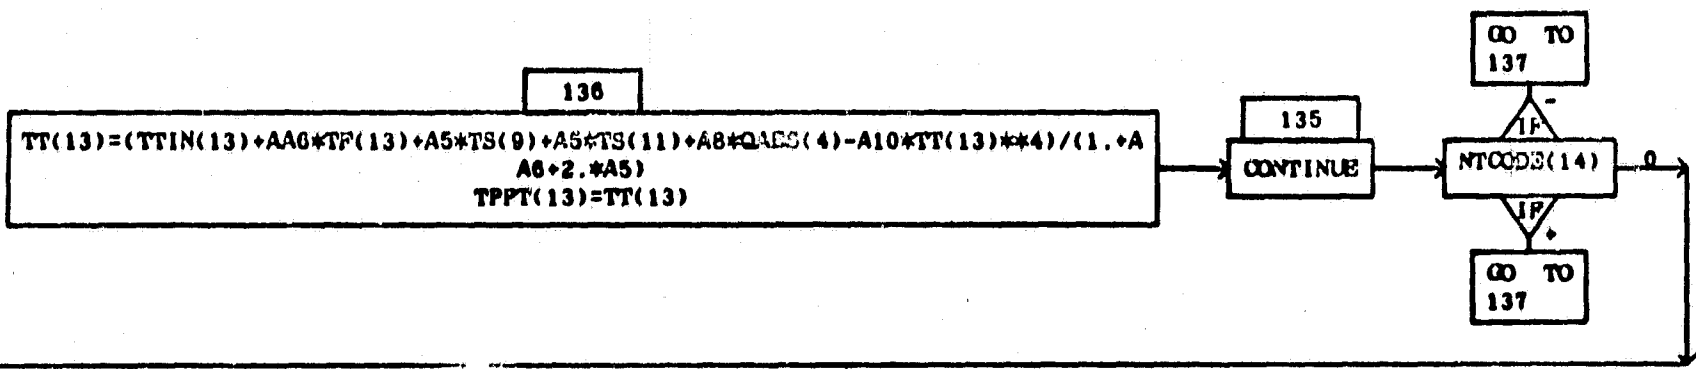 GO TO
137
-
IF
136
TT(13)=(TTIN(13)+AA6*TF(13)+A5*TS(9)+A5*TS(11)+A8*QABS(4)-A10*TT(13)**4)/(1.+A
A6+2.*A5)
TPPT(13)=TT(13)
135
CONTINUE
NTCODE(14)
0
IF
+
GO TO
137